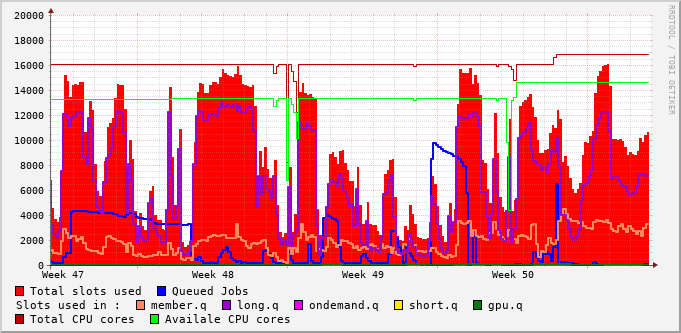 20000
18000
16000
14000
12000
10000
8000
6000
4000
2000
0
Week 47 Week 48 Week 49 Week 50
Total slots used Queued Jobs
Slots used in : member.q long.q ondemand.q short.q gpu.q
Total CPU cores Availale CPU cores
RRDTOOL / TOBI OETIKER